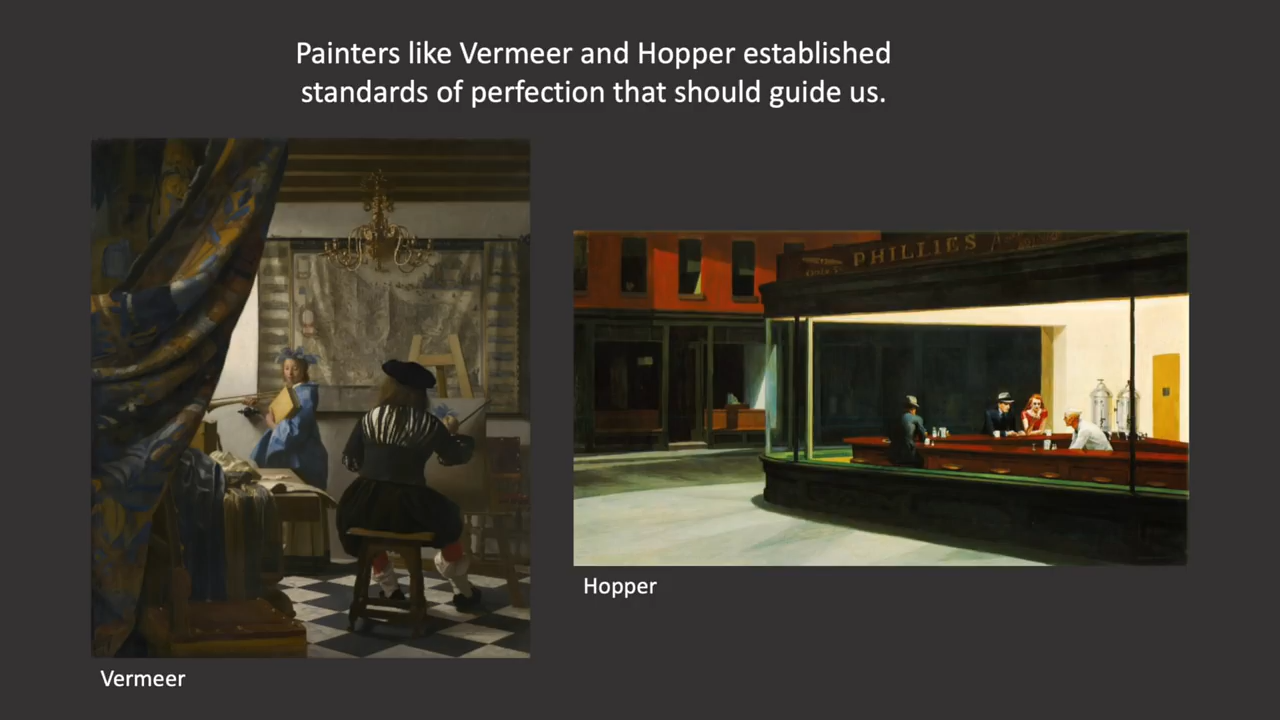 Painters like Vermeer and Hopper established
standards of perfection that should guide us.
PHILLIES
Hopper
Vermeer